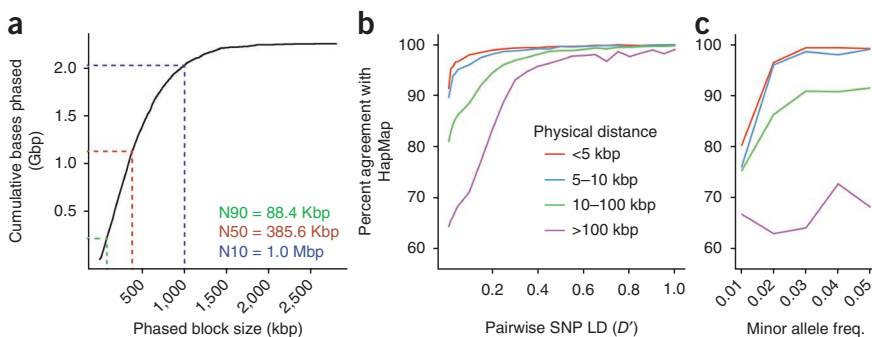 a
Cumulative bases phased
(Gbp)
2.0
1.5
1.0
0.5
N90 = 88.4 Kbp
N50 = 385.6 Kbp
N10 = 1.0 Mbp
500
1,000
1,500
2,000
2,500
Phased block size (kbp)
b
Percent agreement with
HapMap
100
90
80
70
60
Physical distance
<5 kbp
5–10 kbp
10–100 kbp
>100 kbp
0.2
0.4
0.6
0.8
1.0
Pairwise SNP LD (D′)
c
100
90
80
70
60
0.01
0.02
0.03
0.04
0.05
Minor allele freq.